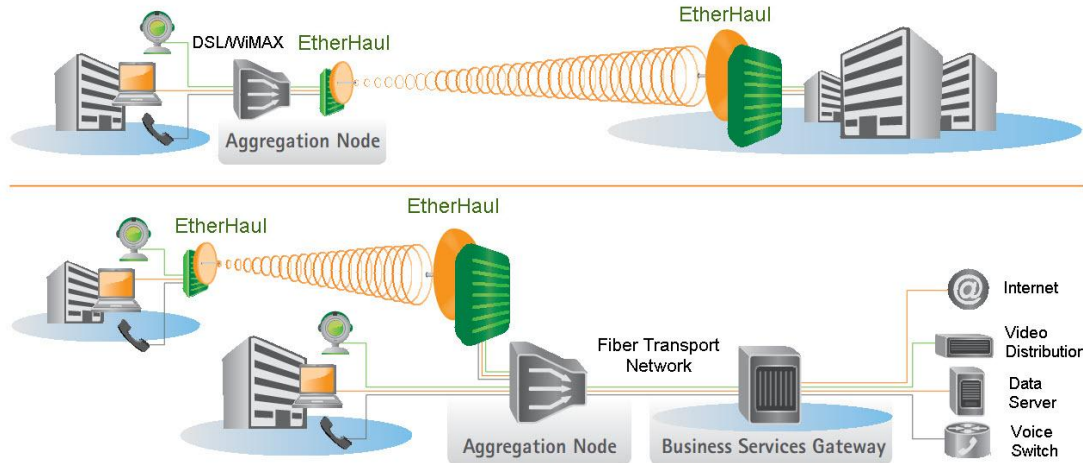 DSL/WiMAX
EtherHaul
EtherHaul
Aggregation Node
EtherHaul
EtherHaul
Internet
Video
Distribution
Fiber Transport
Network
Data
Server
Aggregation Node
Business Services Gateway
Voice
Switch